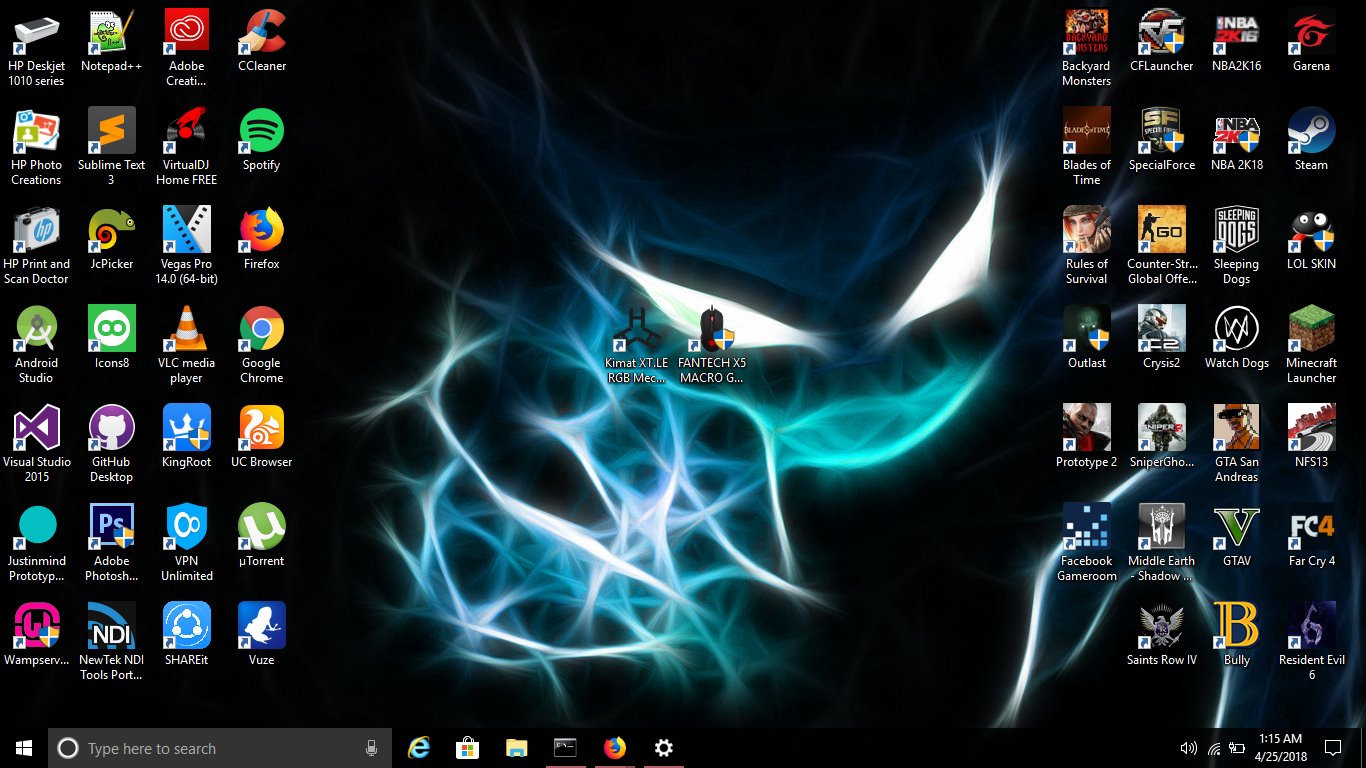 HP Deskjet
1010 series
Notepad++
Adobe
Creati...
CCleaner
Backyard
Monsters
CFLauncher
NBA2K16
Garena
HP Photo
Creations
Sublime Text
3
VirtualDJ
Home FREE
Spotify
Blades of
Time
SpecialForce
NBA 2K18
Steam
HP Print and
Scan Doctor
JcPicker
Vegas Pro
14.0 (64-bit)
Firefox
Rules of
Survival
Counter-Str...
Global Offe...
Sleeping
Dogs
LOL SKIN
Android
Studio
Icons8
VLC media
player
Google
Chrome
Kimat XT.LE
RGB Mec...
FANTECH X5
MACRO G...
Outlast
Crysis2
Watch Dogs
Minecraft
Launcher
Visual Studio
2015
GitHub
Desktop
KingRoot
UC Browser
Prototype 2
SniperGho...
GTA San
Andreas
NFS13
Justinmind
Prototyp...
Adobe
Photosh...
VPN
Unlimited
µTorrent
Facebook
Gameroom
Middle Earth
- Shadow ...
GTAV
Far Cry 4
Wampserv...
NewTek NDI
Tools Port...
SHAREit
Vuze
Saints Row IV
Bully
Resident Evil
6
Type here to search
1:15 AM
4/25/2018